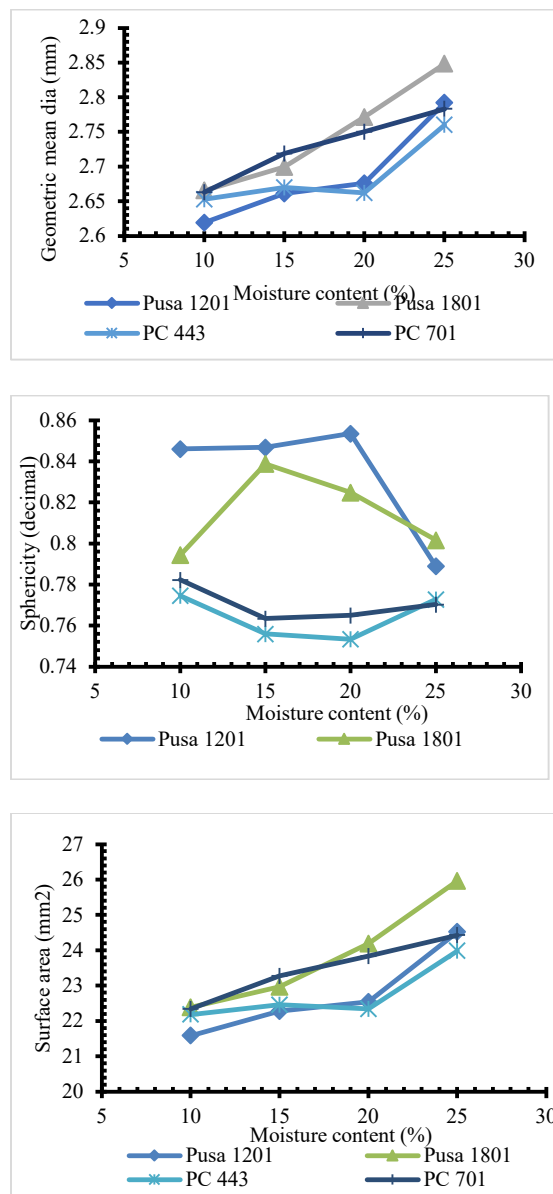 Geometric mean dia (mm)
2.9
2.85
2.8
2.75
2.7
2.65
2.6
5 10 15 20 25 30
Moisture content (%)
Pusa 1201 Pusa 1801
PC 443 PC 701
Sphericity (decimal)
0.86
0.84
0.82
0.8
0.78
0.76
0.74
5 10 15 20 25 30
Moisture content (%)
Pusa 1201 Pusa 1801
Surface area (mm2)
27
26
25
24
23
22
21
20
5 10 15 20 25 30
Moisture content (%)
Pusa 1201 Pusa 1801
PC 443 PC 701